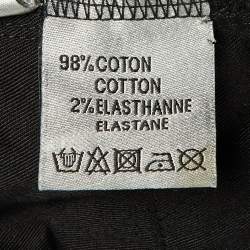 98% COTON
COTTON
2% ELASTHANNE
ELASTANE